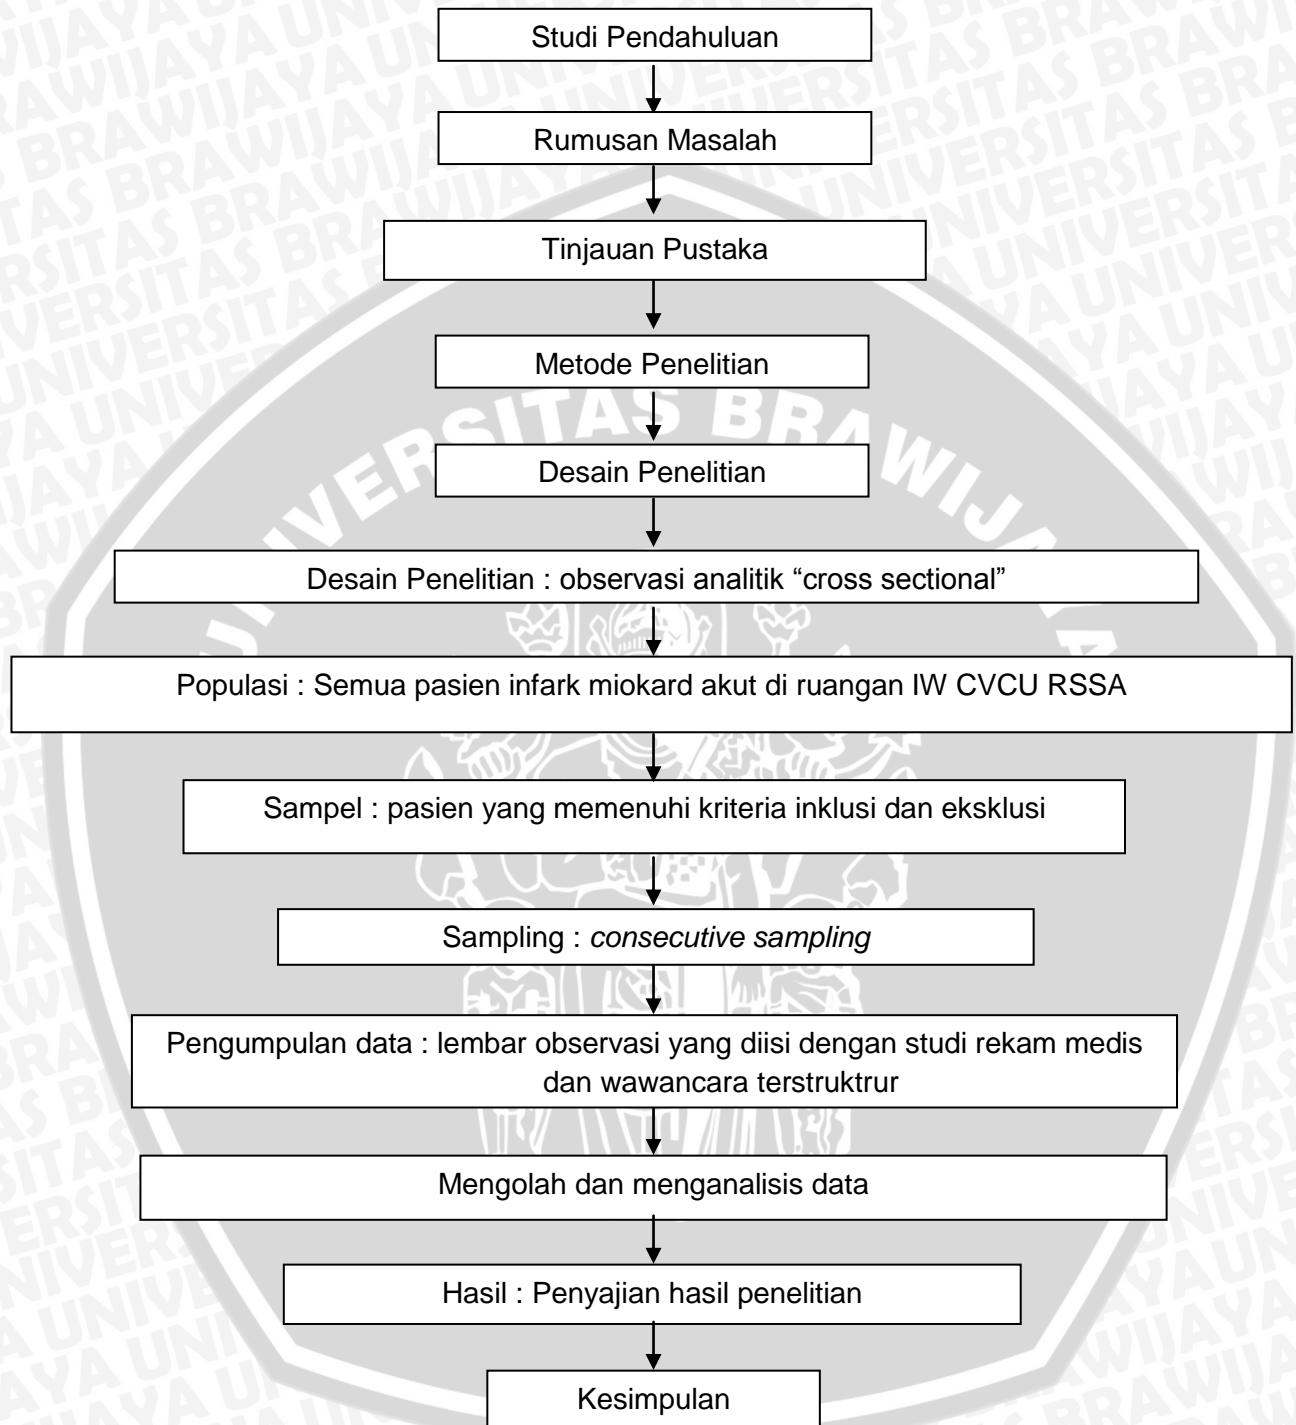 Studi Pendahuluan
Rumusan Masalah
Tinjauan Pustaka
Metode Penelitian
UNIVERSITAS BRAWIJAYA
Desain Penelitian
Desain Penelitian : observasi analitik “cross sectional”
Populasi : Semua pasien infark miokard akut di ruangan IW CVCU RSSA
Sampel : pasien yang memenuhi kriteria inklusi dan eksklusi
Sampling : consecutive sampling
Pengumpulan data : lembar observasi yang diisi dengan studi rekam medis
dan wawancara terstruktrur
Mengolah dan menganalisis data
Hasil : Penyajian hasil penelitian
Kesimpulan